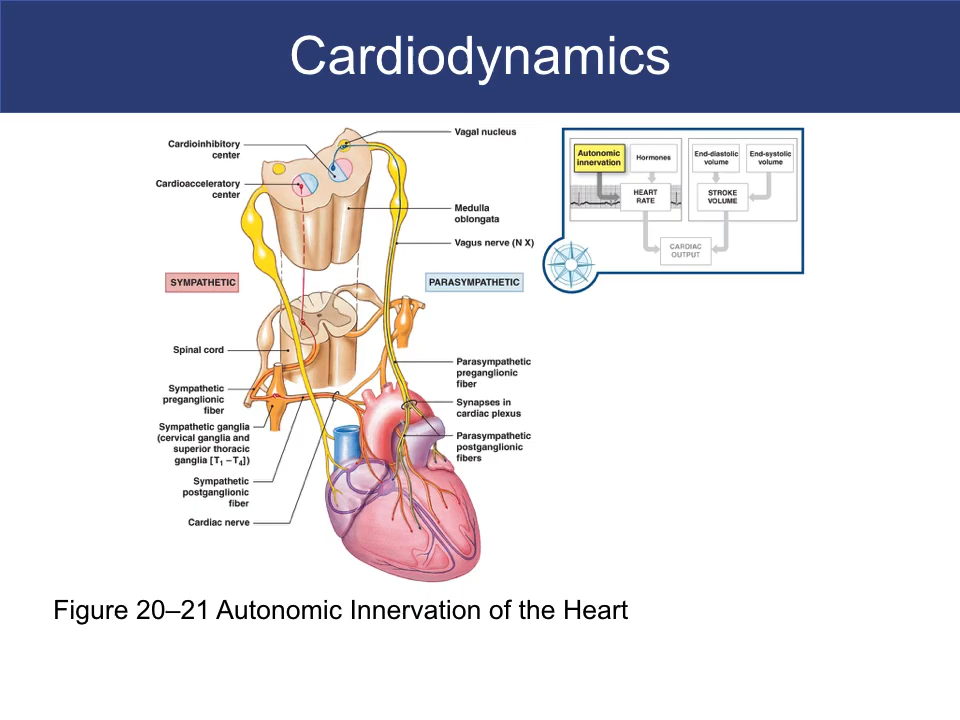 Cardiodynamics
Cardioinhibitory
center
Cardioacceleratory
center
Vagal nucleus
Medulla
oblongata
Vagus nerve (N X)
SYMPATHETIC
PARASYMPATHETIC
Spinal cord
Sympathetic
preganglionic
fiber
Sympathetic ganglia
(cervical ganglia and
superior thoracic
ganglia [T1 –T4])
Sympathetic
postganglionic
fiber
Cardiac nerve
Parasympathetic
preganglionic
fiber
Synapses in
cardiac plexus
Parasympathetic
postganglionic
fibers
Autonomic
innervation
Hormones
End-diastolic
volume
End-systolic
volume
HEART
RATE
STROKE
VOLUME
CARDIAC
OUTPUT
Figure 20–21 Autonomic Innervation of the Heart